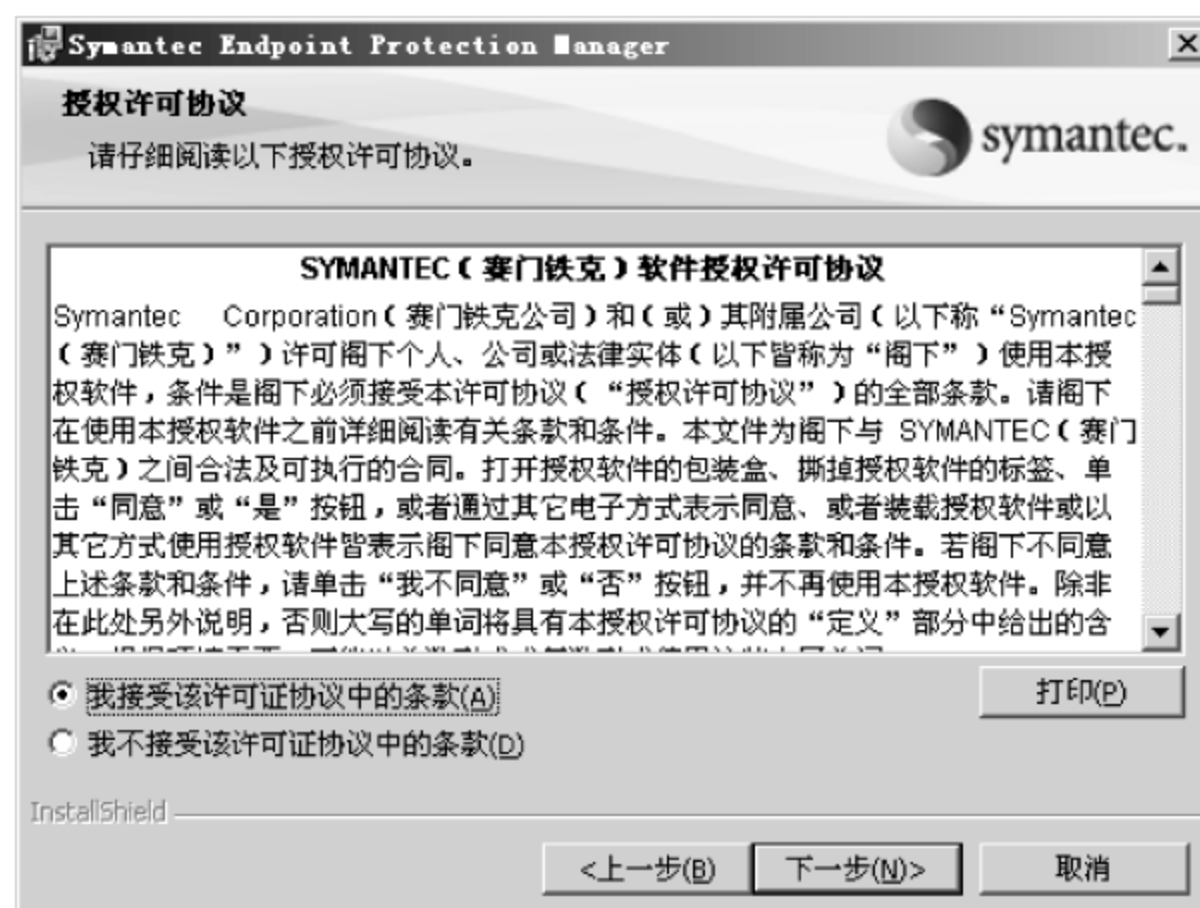 Symantec Endpoint Protection Manager
授权许可协议
请仔细阅读以下授权许可协议。
symantec.
SYMANTEC（赛门铁克）软件授权许可协议
Symantec Corporation（赛门铁克公司）和（或）其附属公司（以下称“Symantec
（赛门铁克）”）许可阁下个人、公司或法律实体（以下皆称为“阁下”）使用本授
权软件，条件是阁下必须接受本许可协议（“授权许可协议”）的全部条款。请阁下
在使用本授权软件之前详细阅读有关条款和条件。本文件为阁下与 SYMANTEC（赛门
铁克）之间合法及可执行的合同。打开授权软件的包装盒、撕掉授权软件的标签、单
击“同意”或“是”按钮，或者通过其它电子方式表示同意、或者装载授权软件或以
其它方式使用授权软件皆表示阁下同意本授权许可协议的条款和条件。若阁下不同意
上述条款和条件，请单击“我不同意”或“否”按钮，并不再使用本授权软件。除非
在此处另外说明，否则大写的单词将具有本授权许可协议的“定义”部分中给出的含
我接受该许可证协议中的条款(A)
打印(P)
我不接受该许可证协议中的条款(D)
InstallShield
<上一步(B)
下一步(N)>
取消